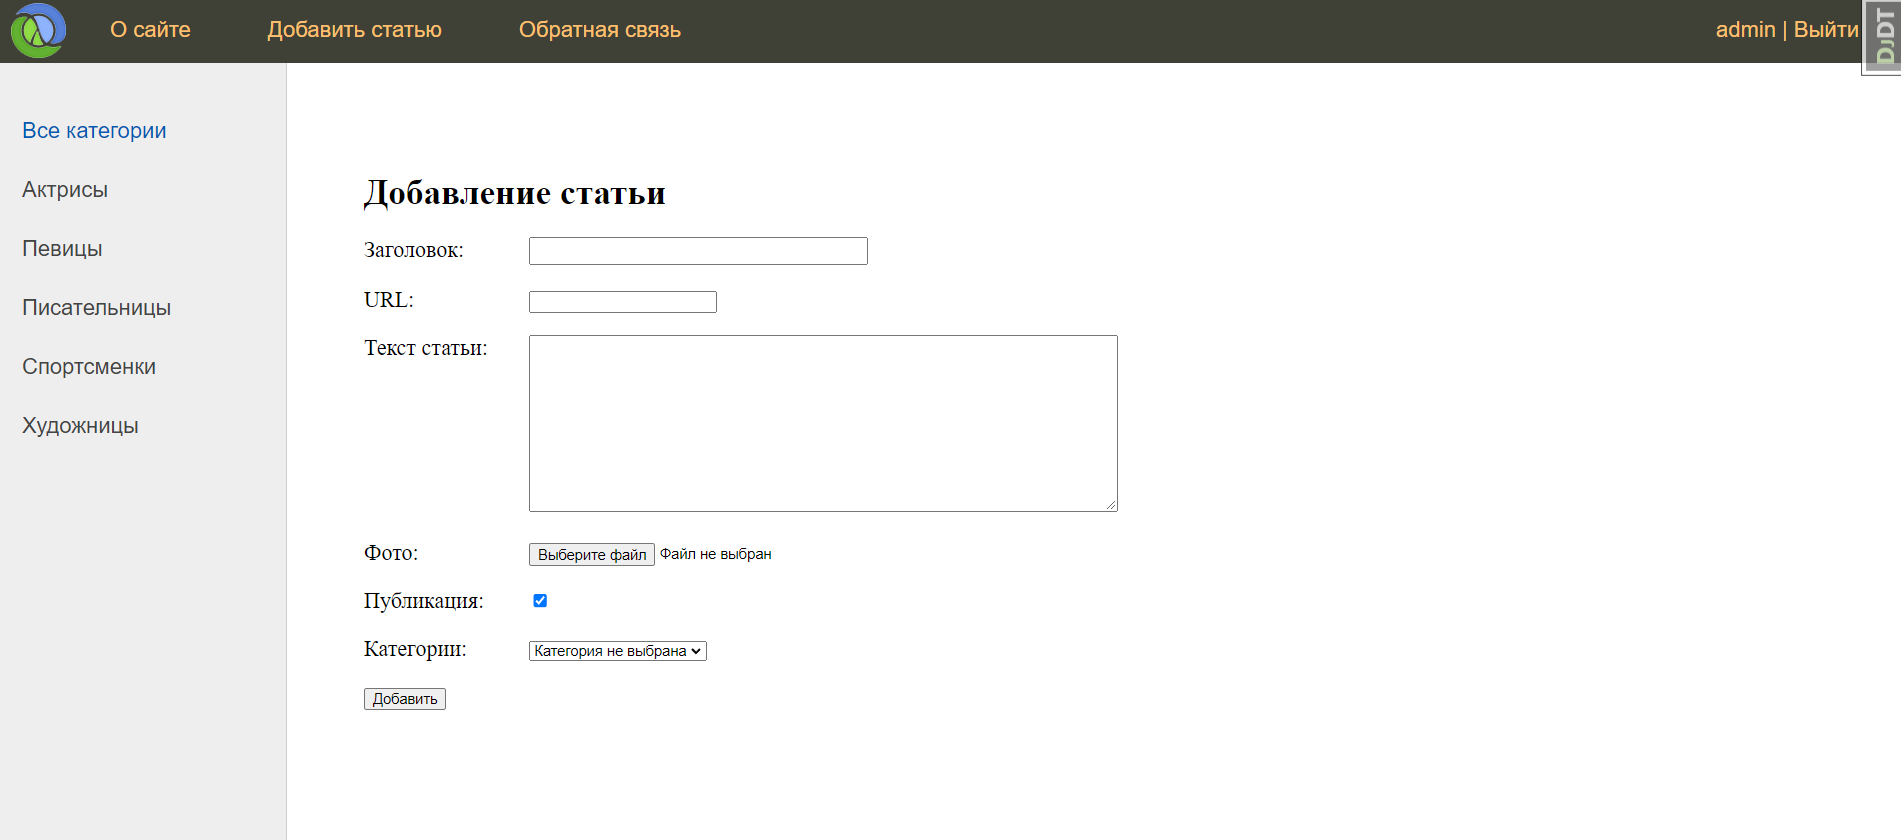 О сайте Добавить статью Обратная связь admin | Выйти
DJDT
Все категории
Актрисы
Певицы
Писательницы
Спортсменки
Художницы
Добавление статьи
Заголовок:
URL:
Текст статьи:
Фото: Выберите файл Файл не выбран
Публикация:
Категории: Категория не выбрана
Добавить